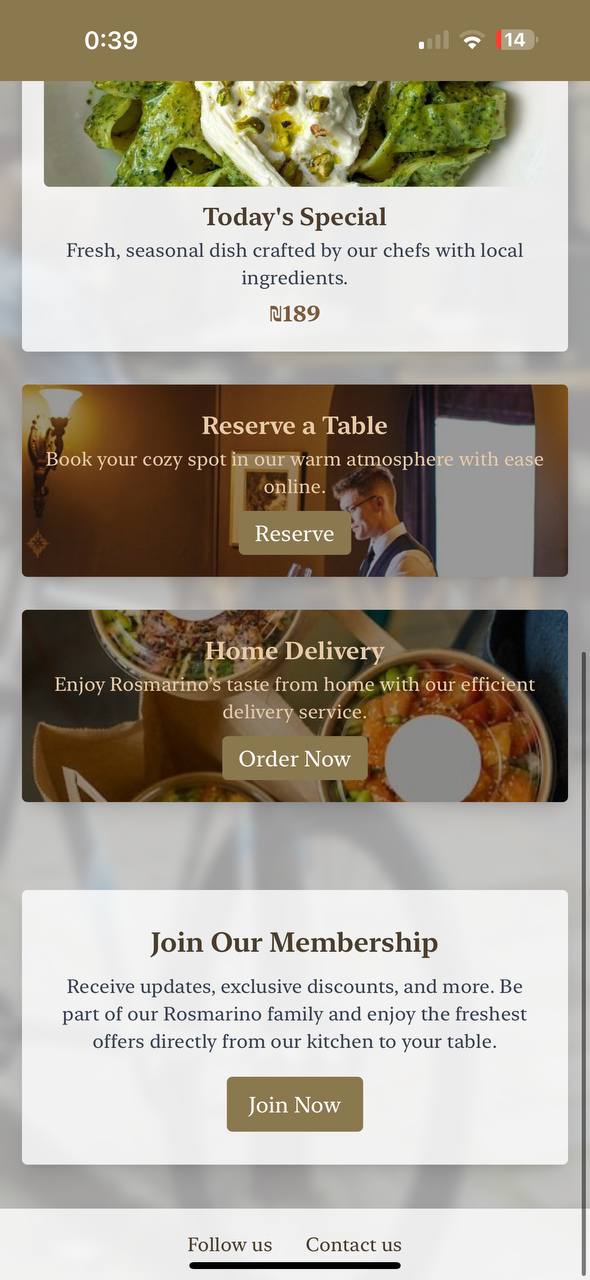 0:39
14
Today's Special
Fresh, seasonal dish crafted by our chefs with local
ingredients.
₪189
Reserve a Table
Book your cozy spot in our warm atmosphere with ease
online.
Reserve
Home Delivery
Enjoy Rosmarino's taste from home with our efficient
delivery service.
Order Now
Join Our Membership
Receive updates, exclusive discounts, and more. Be
part of our Rosmarino family and enjoy the freshest
offers directly from our kitchen to your table.
Join Now
Follow us Contact us